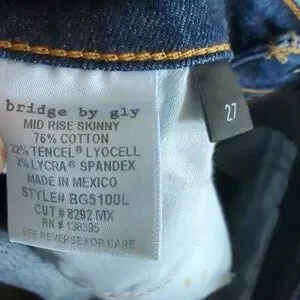 bridge by gly
MID RISE SKINNY
76% COTTON
22% TENCEL® LYOCELL
2% LYCRA® SPANDEX
MADE IN MEXICO
STYLE# BG5100L
CUT # 8292 MX
RK # 138395
SEE REVERSE FOR CARE
27